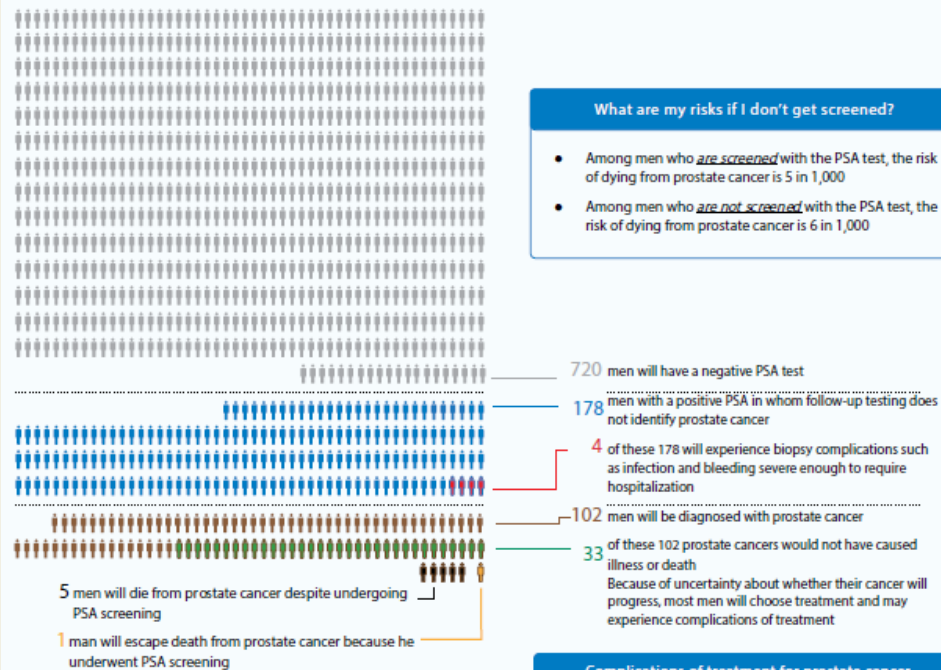 What are my risks if I don't get screened?
● Among men who are screened with the PSA test, the risk
of dying from prostate cancer is 5 in 1,000
● Among men who are not screened with the PSA test, the
risk of dying from prostate cancer is 6 in 1,000
720 men will have a negative PSA test
178 men with a positive PSA in whom follow-up testing does
not identify prostate cancer
4 of these 178 will experience biopsy complications such
as infection and bleeding severe enough to require
hospitalization
102 men will be diagnosed with prostate cancer
33 of these 102 prostate cancers would not have caused
illness or death
Because of uncertainty about whether their cancer will
progress, most men will choose treatment and may
experience complications of treatment
5 men will die from prostate cancer despite undergoing
PSA screening
1 man will escape death from prostate cancer because he
underwent PSA screening
Complications of treatment for prostate cancer